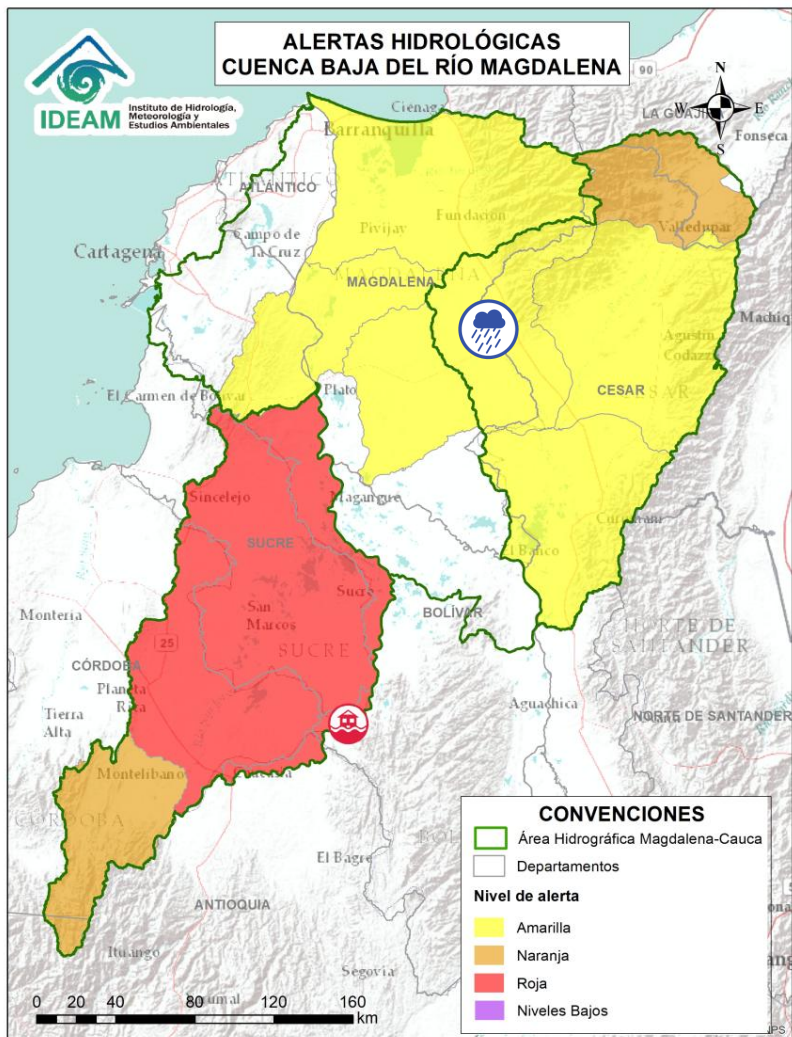 ALERTAS HIDROLÓGICAS
CUENCA BAJA DEL RÍO MAGDALENA
IDEAM
Instituto de Hidrología,
Meteorología y
Estudios Ambientales
N
W
E
S
90
LA GUAJIRA
Fonseca
Ciénaga
Barranquilla
ATLÁNTICO
Cartagena
Campo de
la Cruz
Pivijay
Fundación
Valledupar
MAGDALENA
Machiq
Agustín
Codazzi
CESAR
El Carmen de Bolívar
Plato
Sincelejo
Magangué
SUCRE
Curumaní
El Banco
Sucre
San
Marcos
SUCRE
BOLÍVAR
Montería
25
CÓRDOBA
Planeta
Rica
Tierra
Alta
NORTE DE
SANTANDER
NORTE DE SANTANDER
Aguachica
Montelíbano
CÓRDOBA
Caucasia
El Bagre
ANTIOQUIA
Ituango
Segovia
0 20 40 80 120 160
km
CONVENCIONES
Área Hidrográfica Magdalena-Cauca
Departamentos
Nivel de alerta
Amarilla
Naranja
Roja
Niveles Bajos